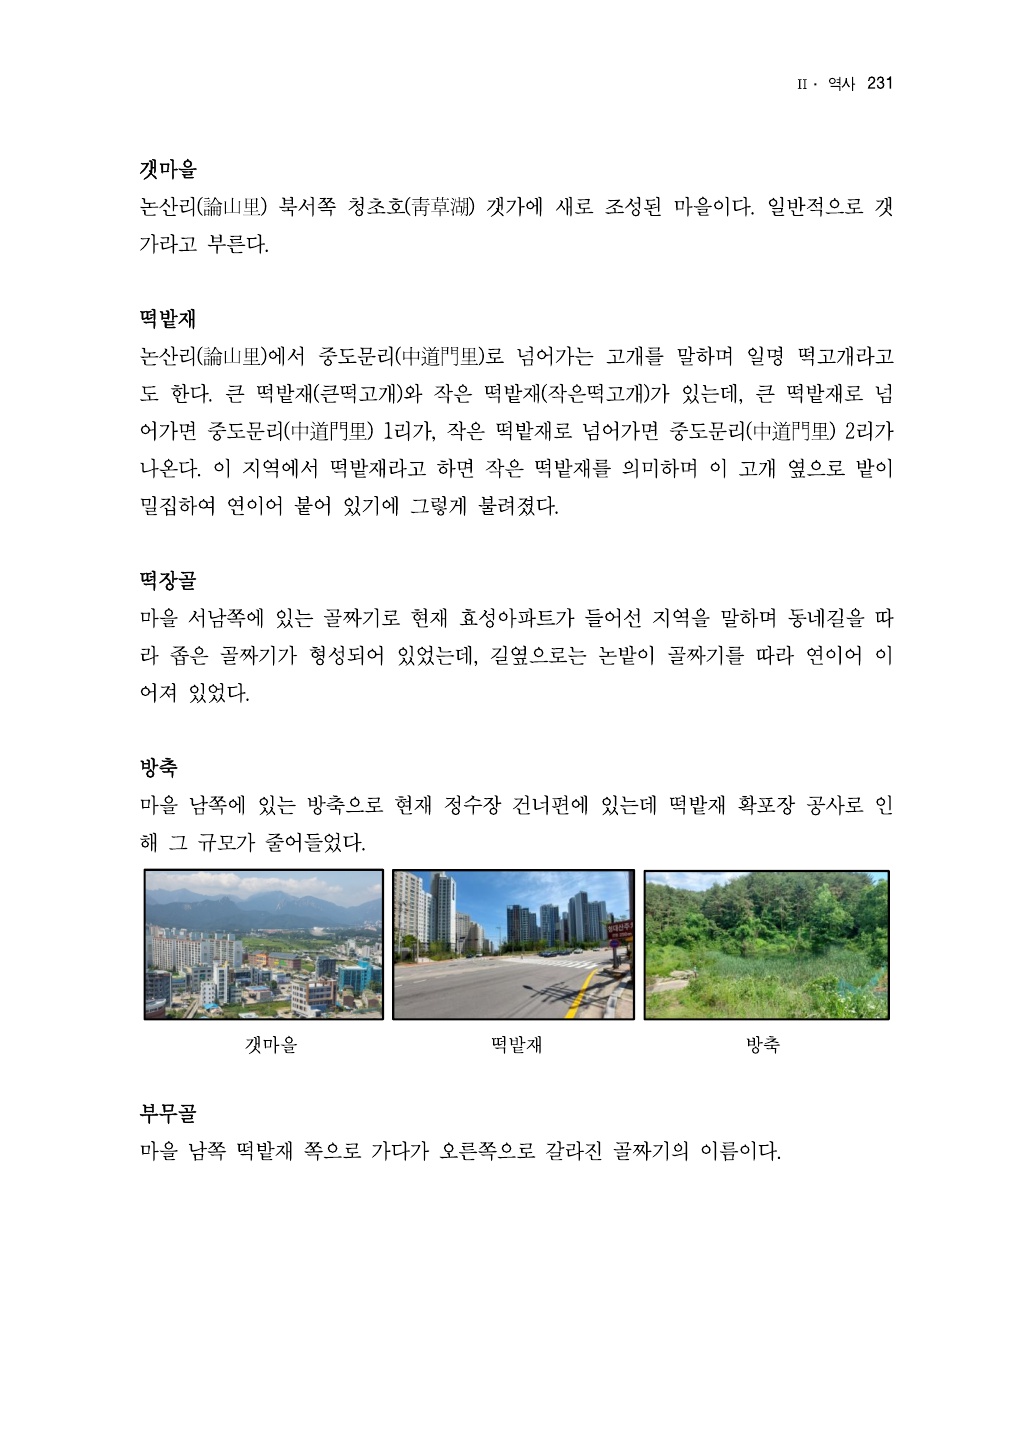 II · 역사 231
갯마을
논산리(論山里) 북서쪽 청초호(靑草湖) 갯가에 새로 조성된 마을이다. 일반적으로 갯
가라고 부른다.
떡밭재
논산리(論山里)에서 중도문리(中道門里)로 넘어가는 고개를 말하며 일명 떡고개라고
도 한다. 큰 떡밭재(큰떡고개)와 작은 떡밭재(작은떡고개)가 있는데, 큰 떡밭재로 넘
어가면 중도문리(中道門里) 1리가, 작은 떡밭재로 넘어가면 중도문리(中道門里) 2리가
나온다. 이 지역에서 떡밭재라고 하면 작은 떡밭재를 의미하며 이 고개 옆으로 밭이
밀집하여 연이어 붙어 있기에 그렇게 불려졌다.
떡장골
마을 서남쪽에 있는 골짜기로 현재 효성아파트가 들어선 지역을 말하며 동네길을 따
라 좁은 골짜기가 형성되어 있었는데, 길옆으로는 논밭이 골짜기를 따라 연이어 이
어져 있었다.
방축
마을 남쪽에 있는 방축으로 현재 정수장 건너편에 있는데 떡밭재 확포장 공사로 인
해 그 규모가 줄어들었다.
갯마을 떡밭재 방축
부무골
마을 남쪽 떡밭재 쪽으로 가다가 오른쪽으로 갈라진 골짜기의 이름이다.